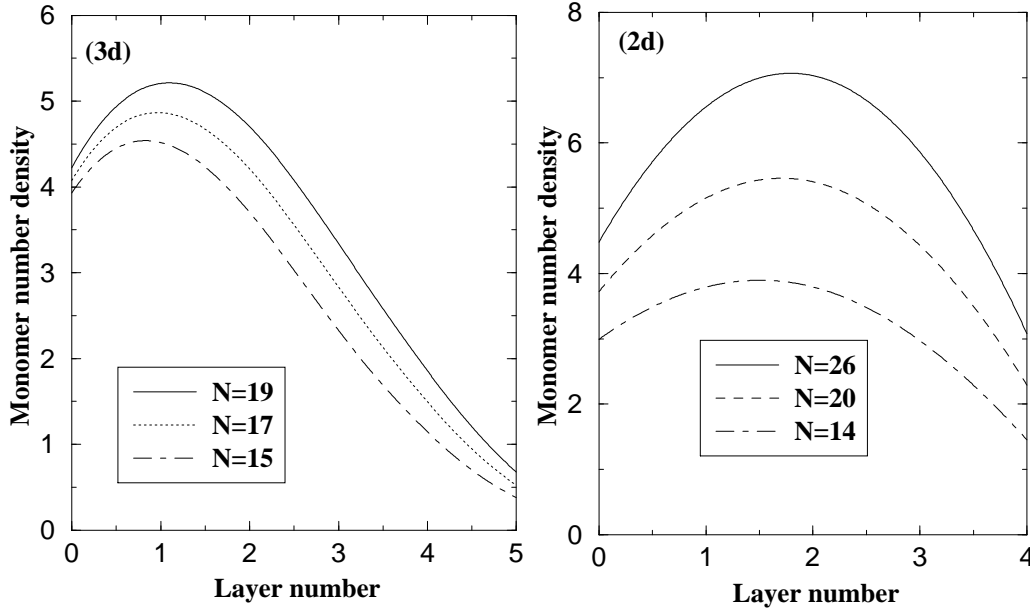 (3d)
Monomer number density
6
5
4
3
2
1
0
N=19
N=17
N=15
0 1 2 3 4 5
Layer number
(2d)
Monomer number density
8
6
4
2
0
N=26
N=20
N=14
0 1 2 3 4
Layer number